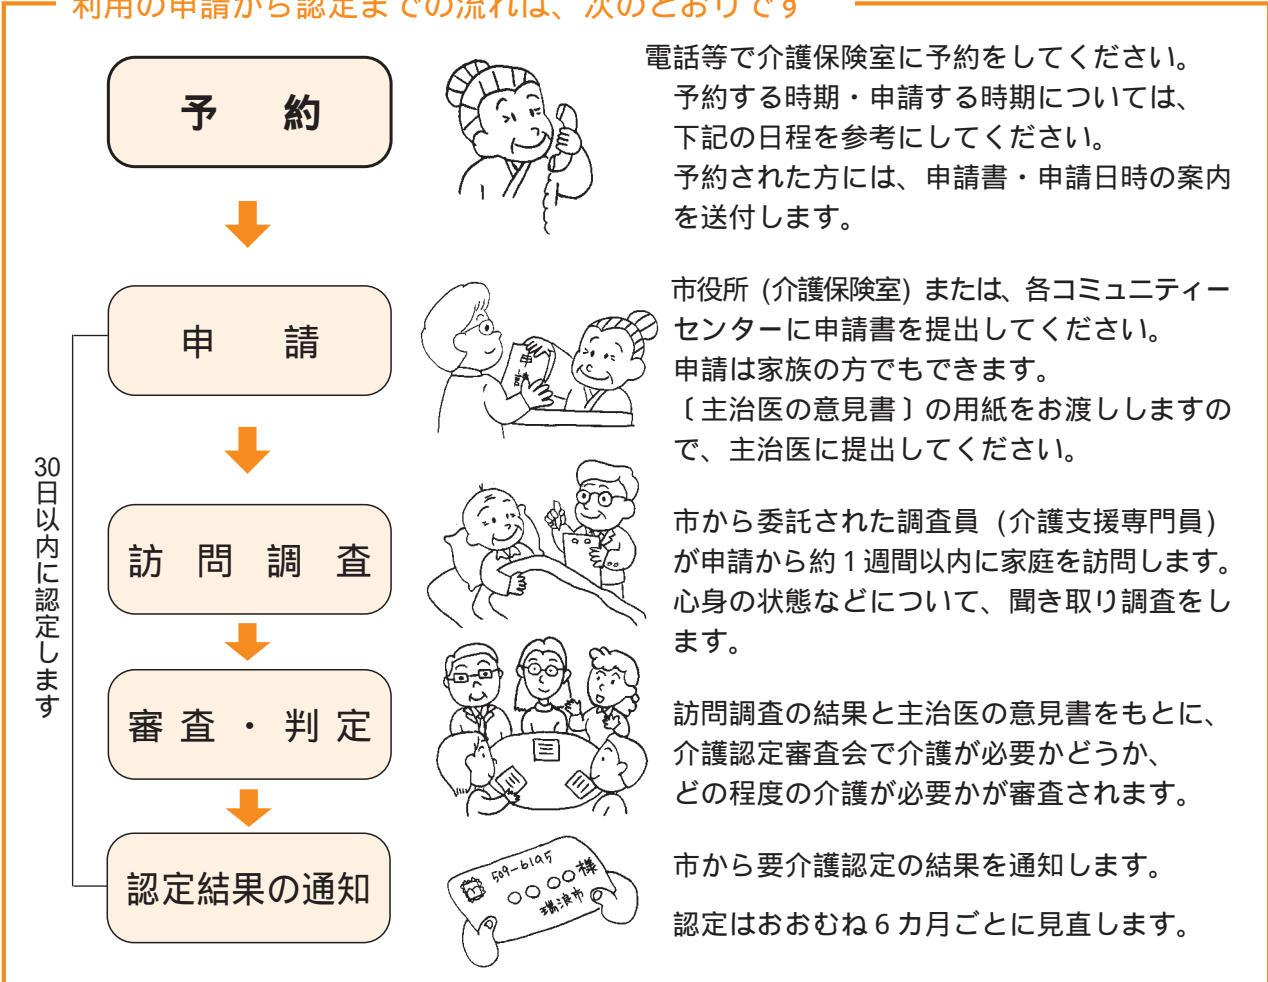 利用の申請から認定までの流れは、次のとおりです
予約
電話等で介護保険室に予約をしてください。
予約する時期・申請する時期については、
下記の日程を参考にしてください。
予約された方には、申請書・申請日時の案内
を送付します。
申請
市役所 (介護保険室) または、各コミュニティー
センターに申請書を提出してください。
申請は家族の方でもできます。
〔主治医の意見書〕の用紙をお渡ししますの
で、主治医に提出してください。
申請書
30日以内に認定します
訪問調査
市から委託された調査員 (介護支援専門員)
が申請から約1週間以内に家庭を訪問します。
心身の状態などについて、聞き取り調査をし
ます。
審査・判定
訪問調査の結果と主治医の意見書をもとに、
介護認定審査会で介護が必要かどうか、
どの程度の介護が必要かが審査されます。
認定結果の通知
509-6195
○○○○様
瑞浪市
市から要介護認定の結果を通知します。
認定はおおむね6カ月ごとに見直します。